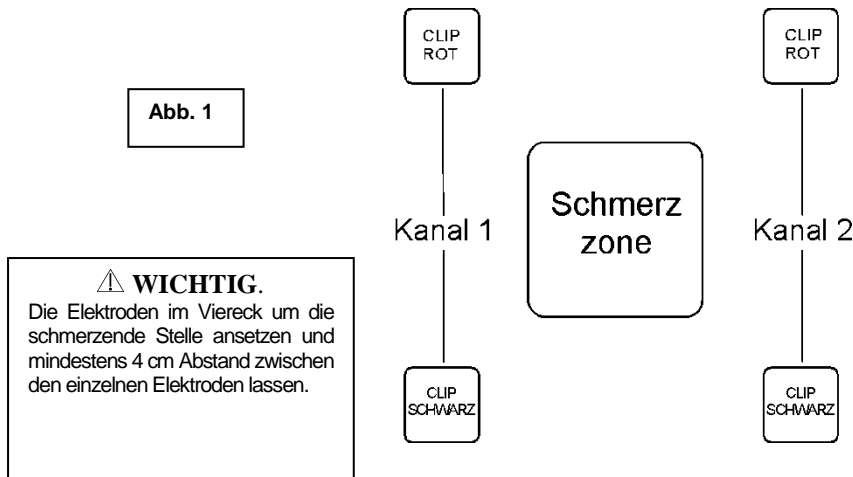 CLIP
ROT
CLIP
ROT
Abb. 1
Schmerz
zone
Kanal 1
Kanal 2
⚠ WICHTIG.
Die Elektroden im Viereck um die
schmerzende Stelle ansetzen und
mindestens 4 cm Abstand zwischen
den einzelnen Elektroden lassen.
CLIP
SCHWARZ
CLIP
SCHWARZ